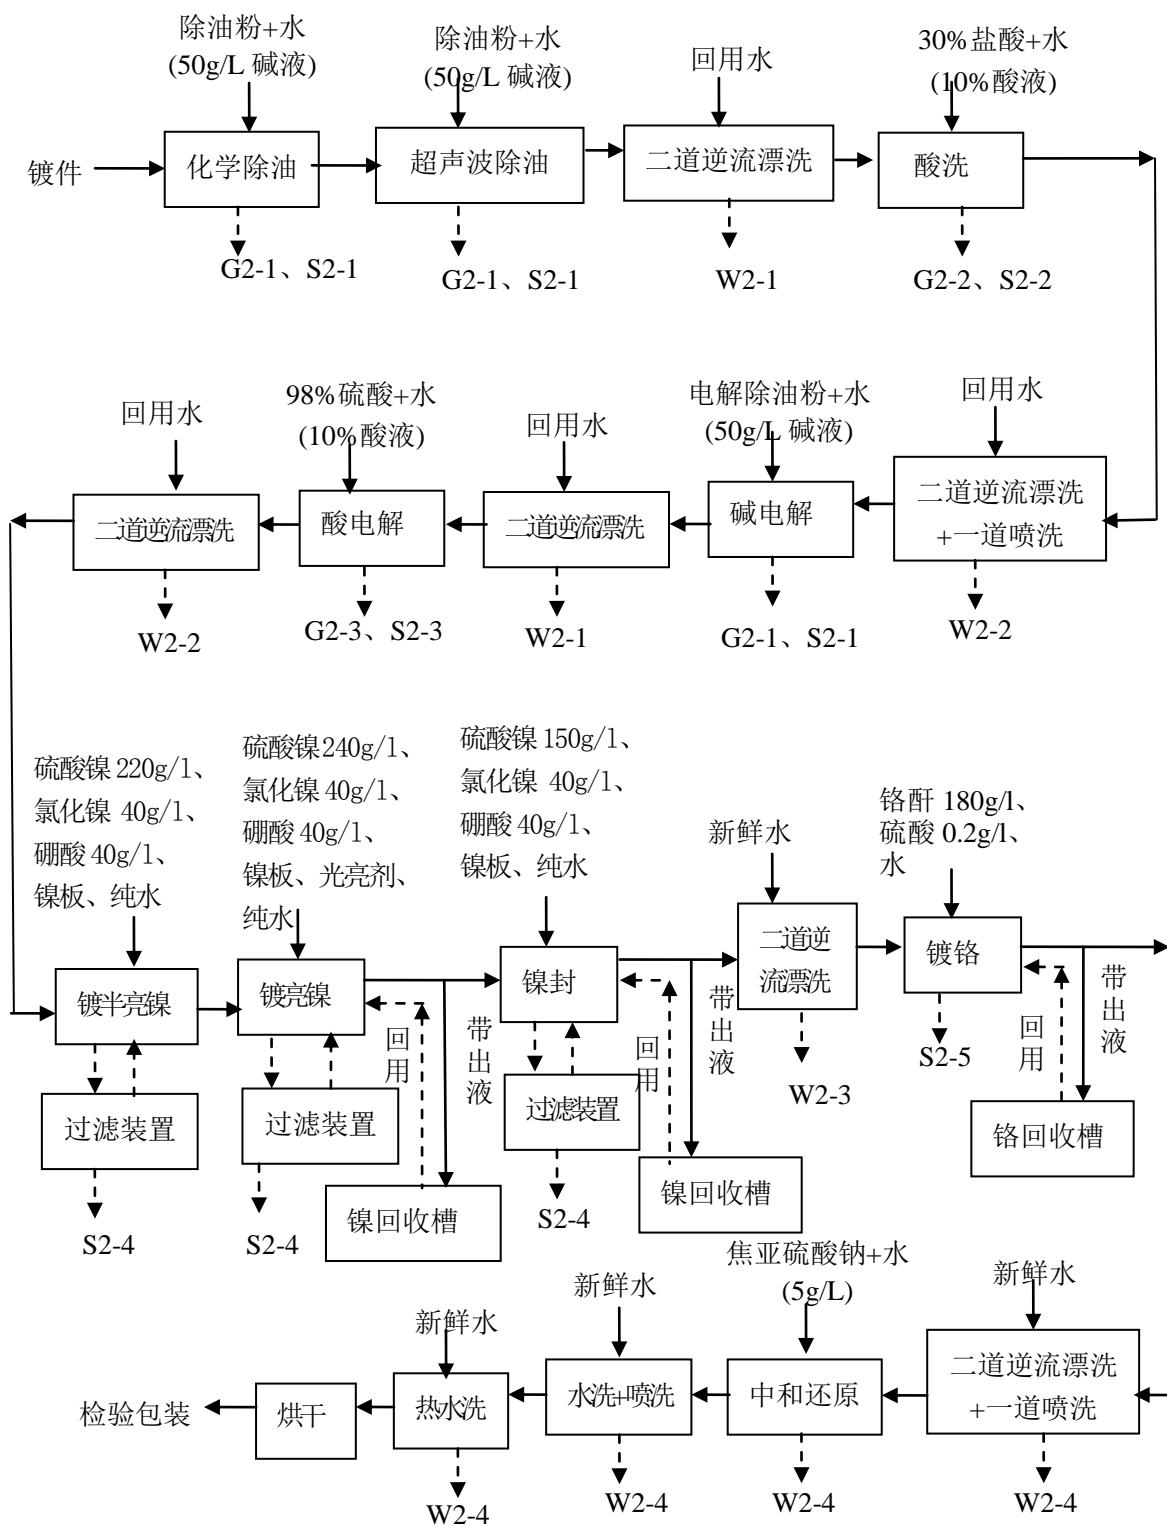 除油粉+水
(50g/L 碱液)
除油粉+水
(50g/L 碱液)
回用水
30%盐酸+水
(10%酸液)
镀件
化学除油
超声波除油
二道逆流漂洗
酸洗
G2-1、S2-1
G2-1、S2-1
W2-1
G2-2、S2-2
回用水
98%硫酸+水
(10%酸液)
回用水
电解除油粉+水
(50g/L 碱液)
回用水
二道逆流漂洗
酸电解
二道逆流漂洗
碱电解
二道逆流漂洗
+一道喷洗
W2-2
G2-3、S2-3
W2-1
G2-1、S2-1
W2-2
硫酸镍 220g/l、
氯化镍 40g/l、
硼酸 40g/l、
镍板、纯水
硫酸镍 240g/l、
氯化镍 40g/l、
硼酸 40g/l、
镍板、光亮剂、
纯水
硫酸镍 150g/l、
氯化镍 40g/l、
硼酸 40g/l、
镍板、纯水
新鲜水
铬酐 180g/l、
硫酸 0.2g/l、
水
镀半亮镍
镀亮镍
镍封
二道逆
流漂洗
镀铬
回用
带出液
回用
带出液
回用
带出液
过滤装置
过滤装置
过滤装置
W2-3
S2-5
镍回收槽
镍回收槽
铬回收槽
S2-4
S2-4
S2-4
新鲜水
新鲜水
焦亚硫酸钠+水
(5g/L)
新鲜水
检验包装
烘干
热水洗
水洗+喷洗
中和还原
二道逆流漂洗
+一道喷洗
W2-4
W2-4
W2-4
W2-4